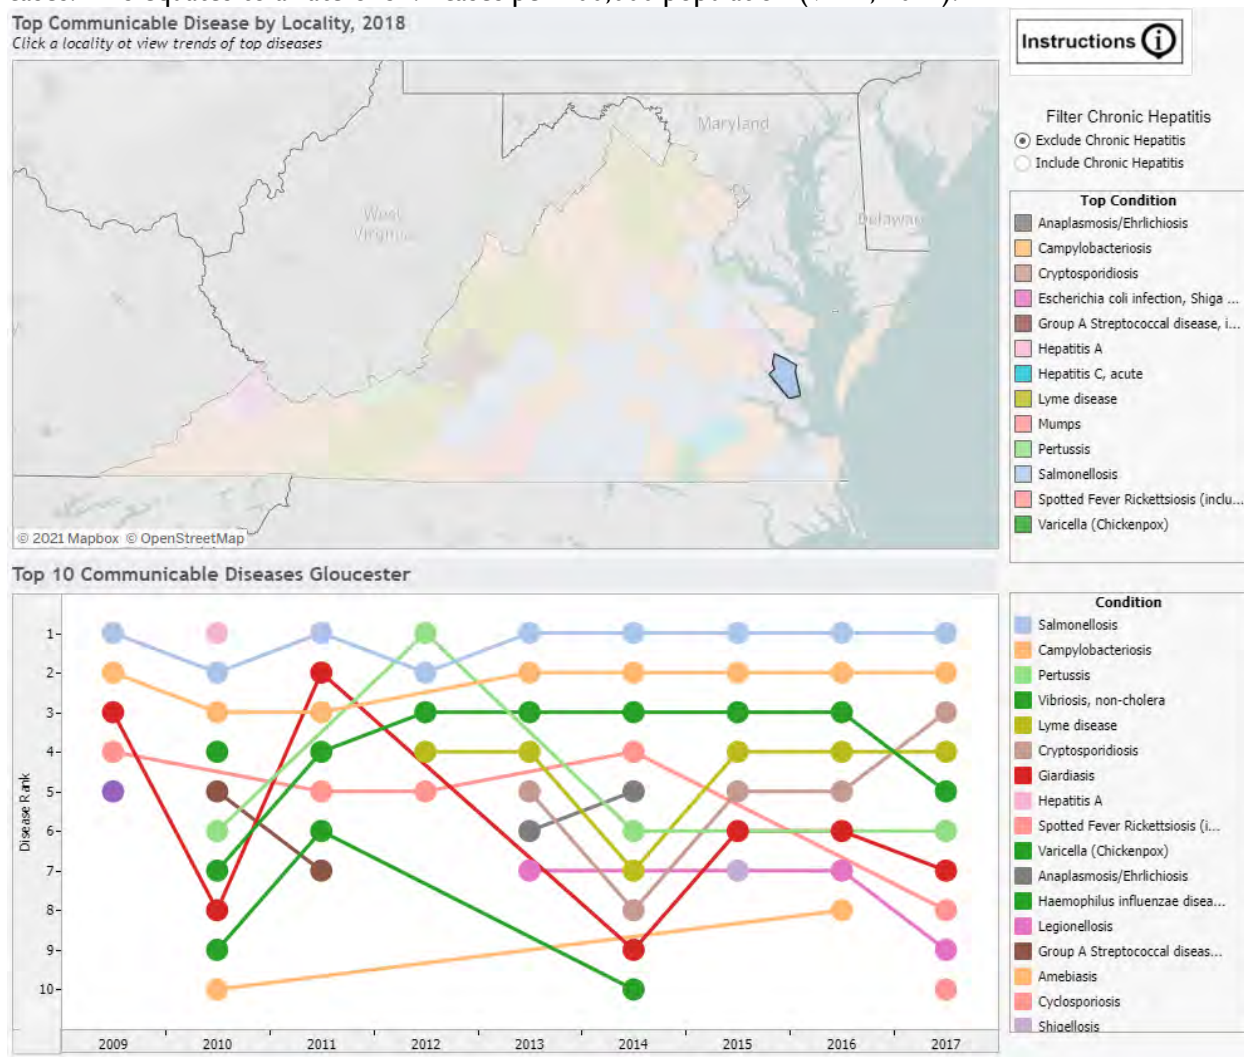 Top Communicable Disease by Locality, 2018
Click a locality ot view trends of top diseases
Instructions
Maryland
West
Virginia
Delaware
© 2021 Mapbox © OpenStreetMap
Filter Chronic Hepatitis
Exclude Chronic Hepatitis
Include Chronic Hepatitis
Top Condition
Anaplasmosis/Ehrlichiosis
Campylobacteriosis
Cryptosporidiosis
Escherichia coli infection, Shiga ...
Group A Streptococcal disease, i...
Hepatitis A
Hepatitis C, acute
Lyme disease
Mumps
Pertussis
Salmonellosis
Spotted Fever Rickettsiosis (inclu...
Varicella (Chickenpox)
Top 10 Communicable Diseases Gloucester
Disease Rank
1
2
3
4
5
6
7
8
9
10
2009 2010 2011 2012 2013 2014 2015 2016 2017
Condition
Salmonellosis
Campylobacteriosis
Pertussis
Vibriosis, non-cholera
Lyme disease
Cryptosporidiosis
Giardiasis
Hepatitis A
Spotted Fever Rickettsiosis (i...
Varicella (Chickenpox)
Anaplasmosis/Ehrlichiosis
Haemophilus influenzae disea...
Legionellosis
Group A Streptococcal diseas...
Amebiasis
Cyclosporiosis
Shigellosis